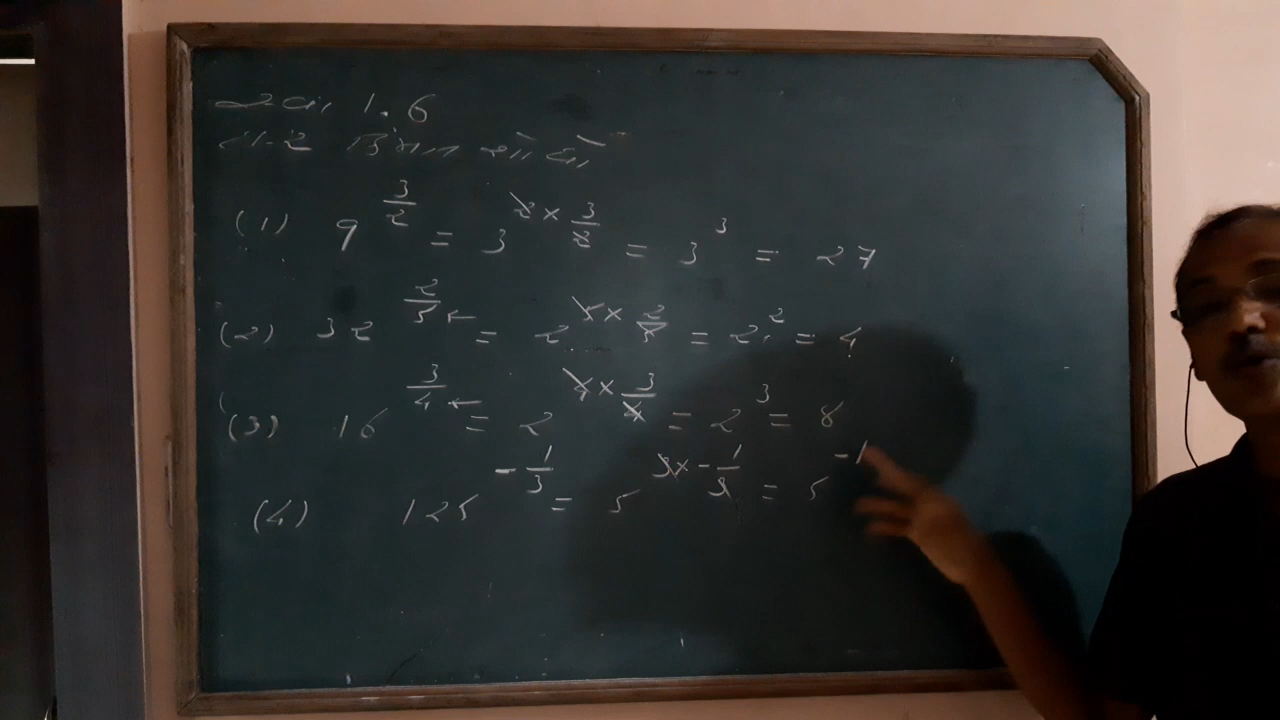 1.6
(1) 9^{3/2} = 3^{2 × 3/2} = 3^3 = 27
(2) 32^{2/5} ← = 2^{5 × 2/5} = 2^2 = 4
(3) 16^{3/4} ← = 2^{4 × 3/4} = 2^3 = 8
(4) 125^{-1/3} = 5^{3 × -1/3} = 5^{-1}